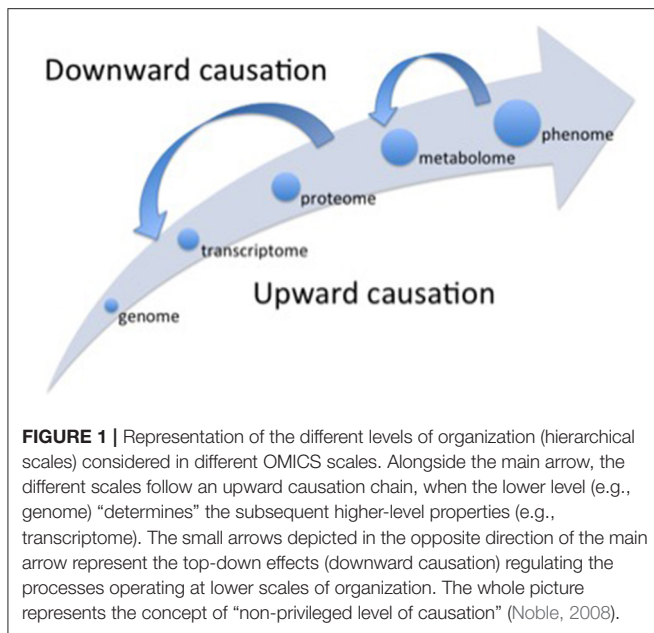 Downward causation
phenome
metabolome
proteome
transcriptome
Upward causation
genome
FIGURE 1 | Representation of the different levels of organization (hierarchical
scales) considered in different OMICS scales. Alongside the main arrow, the
different scales follow an upward causation chain, when the lower level (e.g.,
genome) “determines” the subsequent higher-level properties (e.g.,
transcriptome). The small arrows depicted in the opposite direction of the main
arrow represent the top-down effects (downward causation) regulating the
processes operating at lower scales of organization. The whole picture
represents the concept of “non-privileged level of causation” (Noble, 2008).